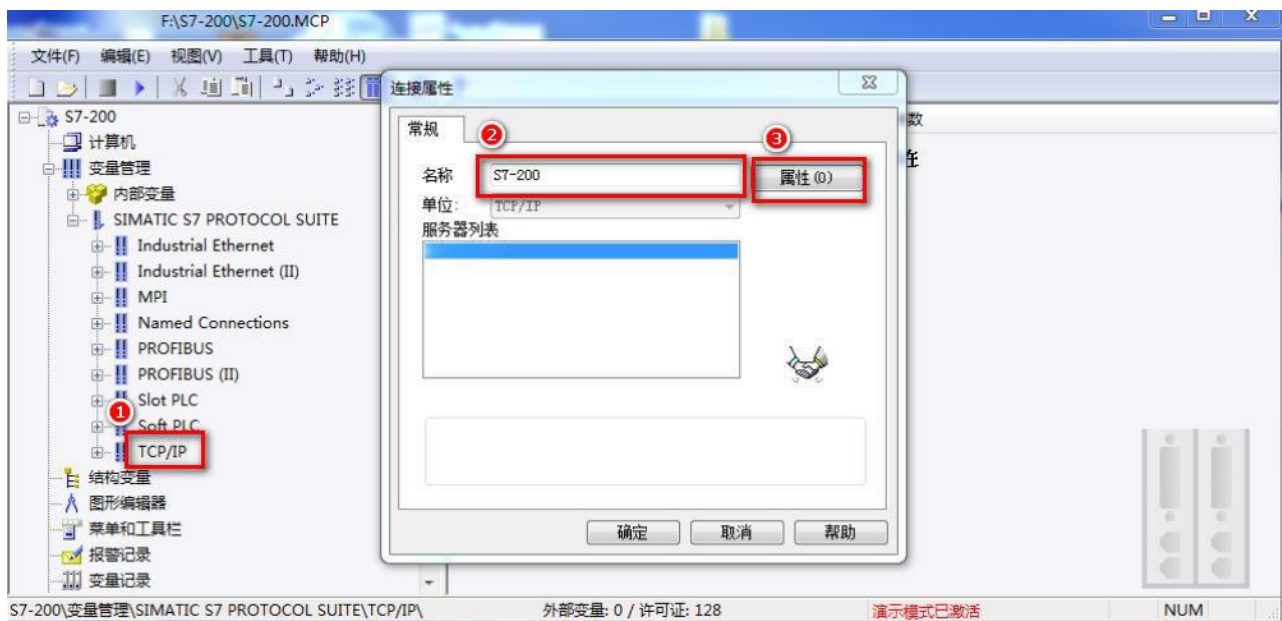 F:\S7-200\S7-200.MCP
文件(F) 编辑(E) 视图(V) 工具(T) 帮助(H)
连接属性
S7-200
计算机
变量管理
内部变量
SIMATIC S7 PROTOCOL SUITE
Industrial Ethernet
Industrial Ethernet (II)
MPI
Named Connections
PROFIBUS
PROFIBUS (II)
Slot PLC
1
Soft PLC
TCP/IP
结构变量
图形编辑器
菜单和工具栏
报警记录
变量记录
常规
2
3
名称 S7-200 属性(O)
单位: TCP/IP
服务器列表
确定 取消 帮助
数
S7-200\变量管理\SIMATIC S7 PROTOCOL SUITE\TCP/IP\ 外部变量: 0 / 许可证: 128 演示模式已激活 NUM